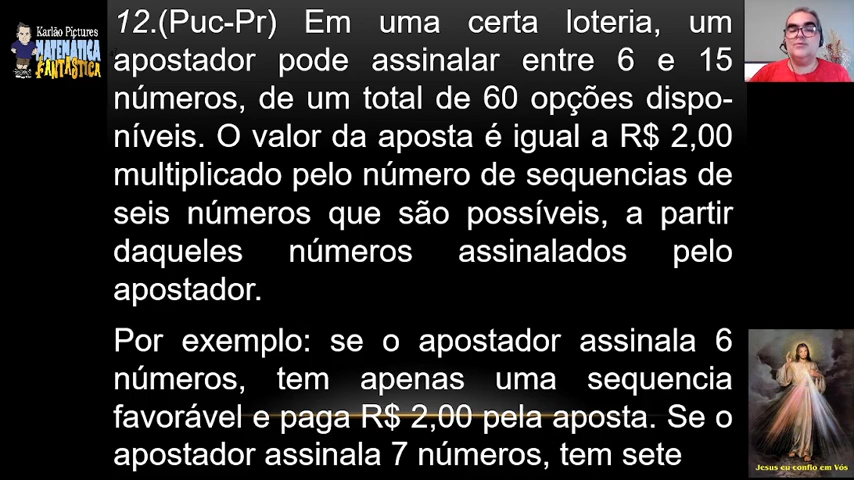 Karlão Pictures
MATEMÁTICA
FANTÁSTICA
12.(Puc-Pr) Em uma certa loteria, um
apostador pode assinalar entre 6 e 15
números, de um total de 60 opções dispo-
níveis. O valor da aposta é igual a R$ 2,00
multiplicado pelo número de sequencias de
seis números que são possíveis, a partir
daqueles números assinalados pelo
apostador.
Por exemplo: se o apostador assinala 6
números, tem apenas uma sequencia
favorável e paga R$ 2,00 pela aposta. Se o
apostador assinala 7 números, tem sete
Jesus eu confio em Vós